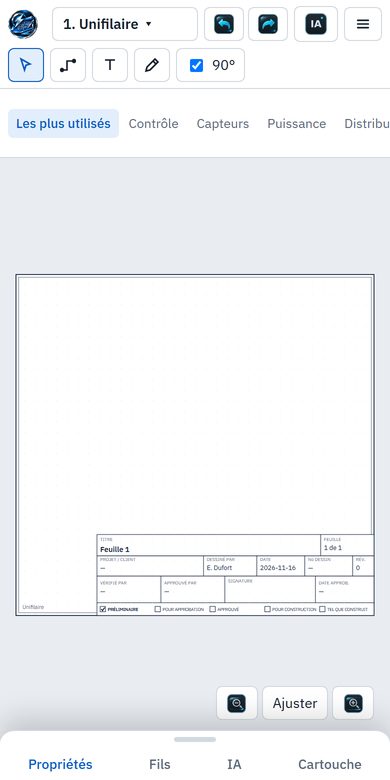 1. Unifilaire ▾
IA
T
90°
Les plus utilisés Contrôle Capteurs Puissance Distribu
TITRE
Feuille 1
FEUILLE
1 de 1
PROJET / CLIENT
—
DESSINÉ PAR
E. Dufort
DATE
2026-11-16
No DESSIN
—
RÉV.
0
VÉRIFIÉ PAR
—
APPROUVÉ PAR
—
SIGNATURE
DATE APPROB.
—
Unifilaire
PRÉLIMINAIRE POUR APPROBATION APPROUVÉ POUR CONSTRUCTION TEL QUE CONSTRUIT
Ajuster
Propriétés Fils IA Cartouche